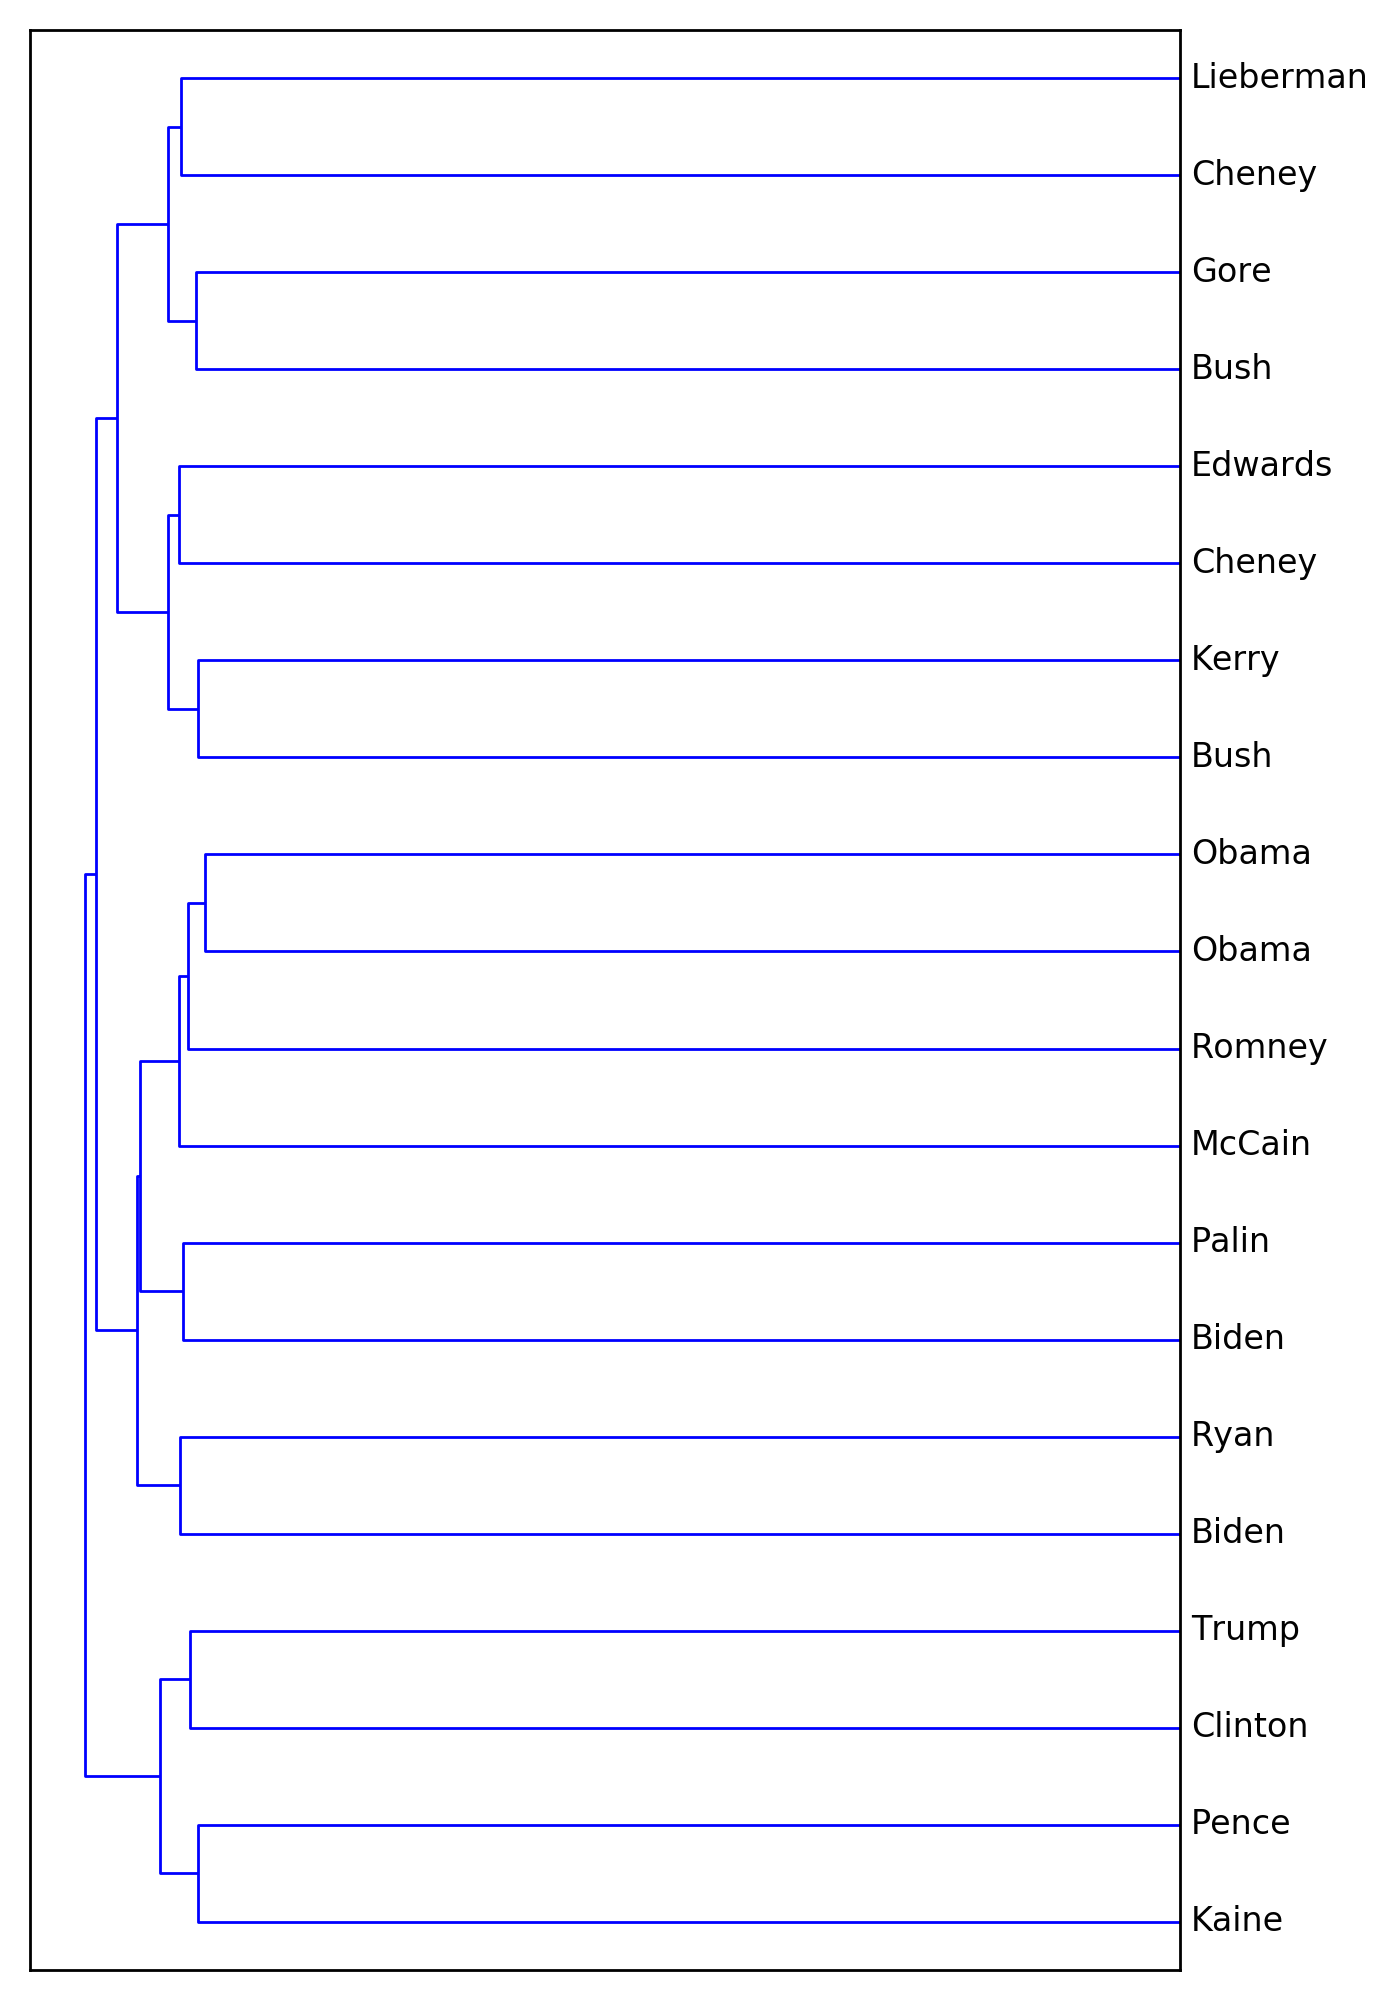 Lieberman
Cheney
Gore
Bush
Edwards
Cheney
Kerry
Bush
Obama
Obama
Romney
McCain
Palin
Biden
Ryan
Biden
Trump
Clinton
Pence
Kaine